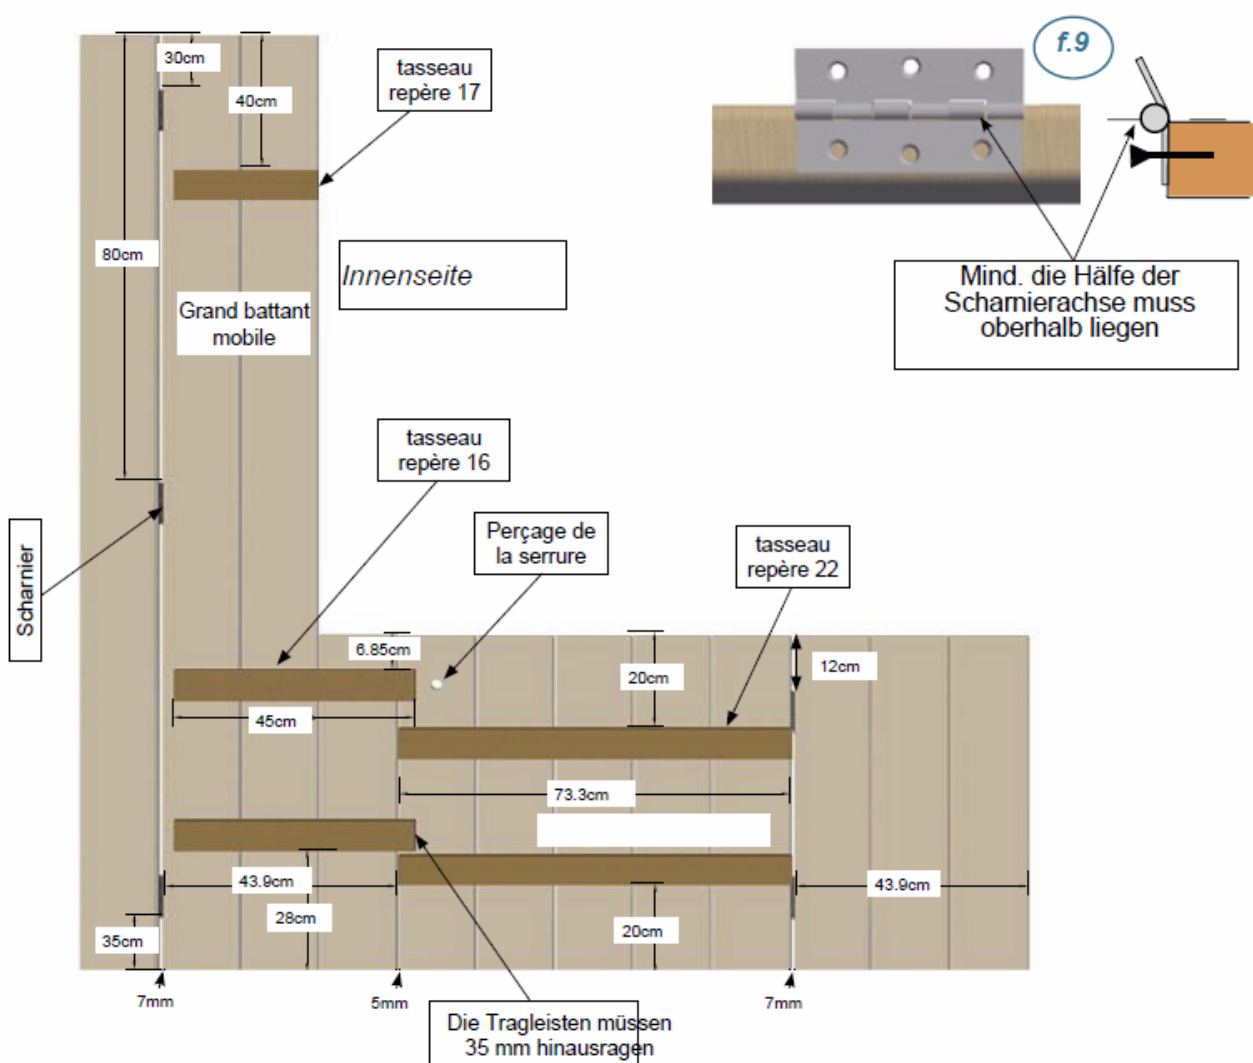 30cm
40cm
tasseau
repère 17
f.9
80cm
Innenseite
Grand battant
mobile
Mind. die Hälfe der
Scharnierachse muss
oberhalb liegen
tasseau
repère 16
Scharnier
Perçage de
la serrure
tasseau
repère 22
6.85cm
20cm
12cm
45cm
73.3cm
43.9cm
43.9cm
28cm
20cm
35cm
7mm
5mm
7mm
Die Tragleisten müssen
35 mm hinausragen